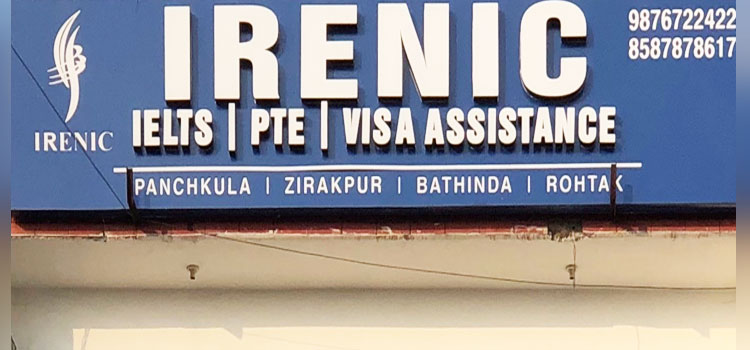 IRENIC
9876722422
8587878617
IRENIC
IELTS | PTE | VISA ASSISTANCE
PANCHKULA | ZIRAKPUR | BATHINDA | ROHTAK